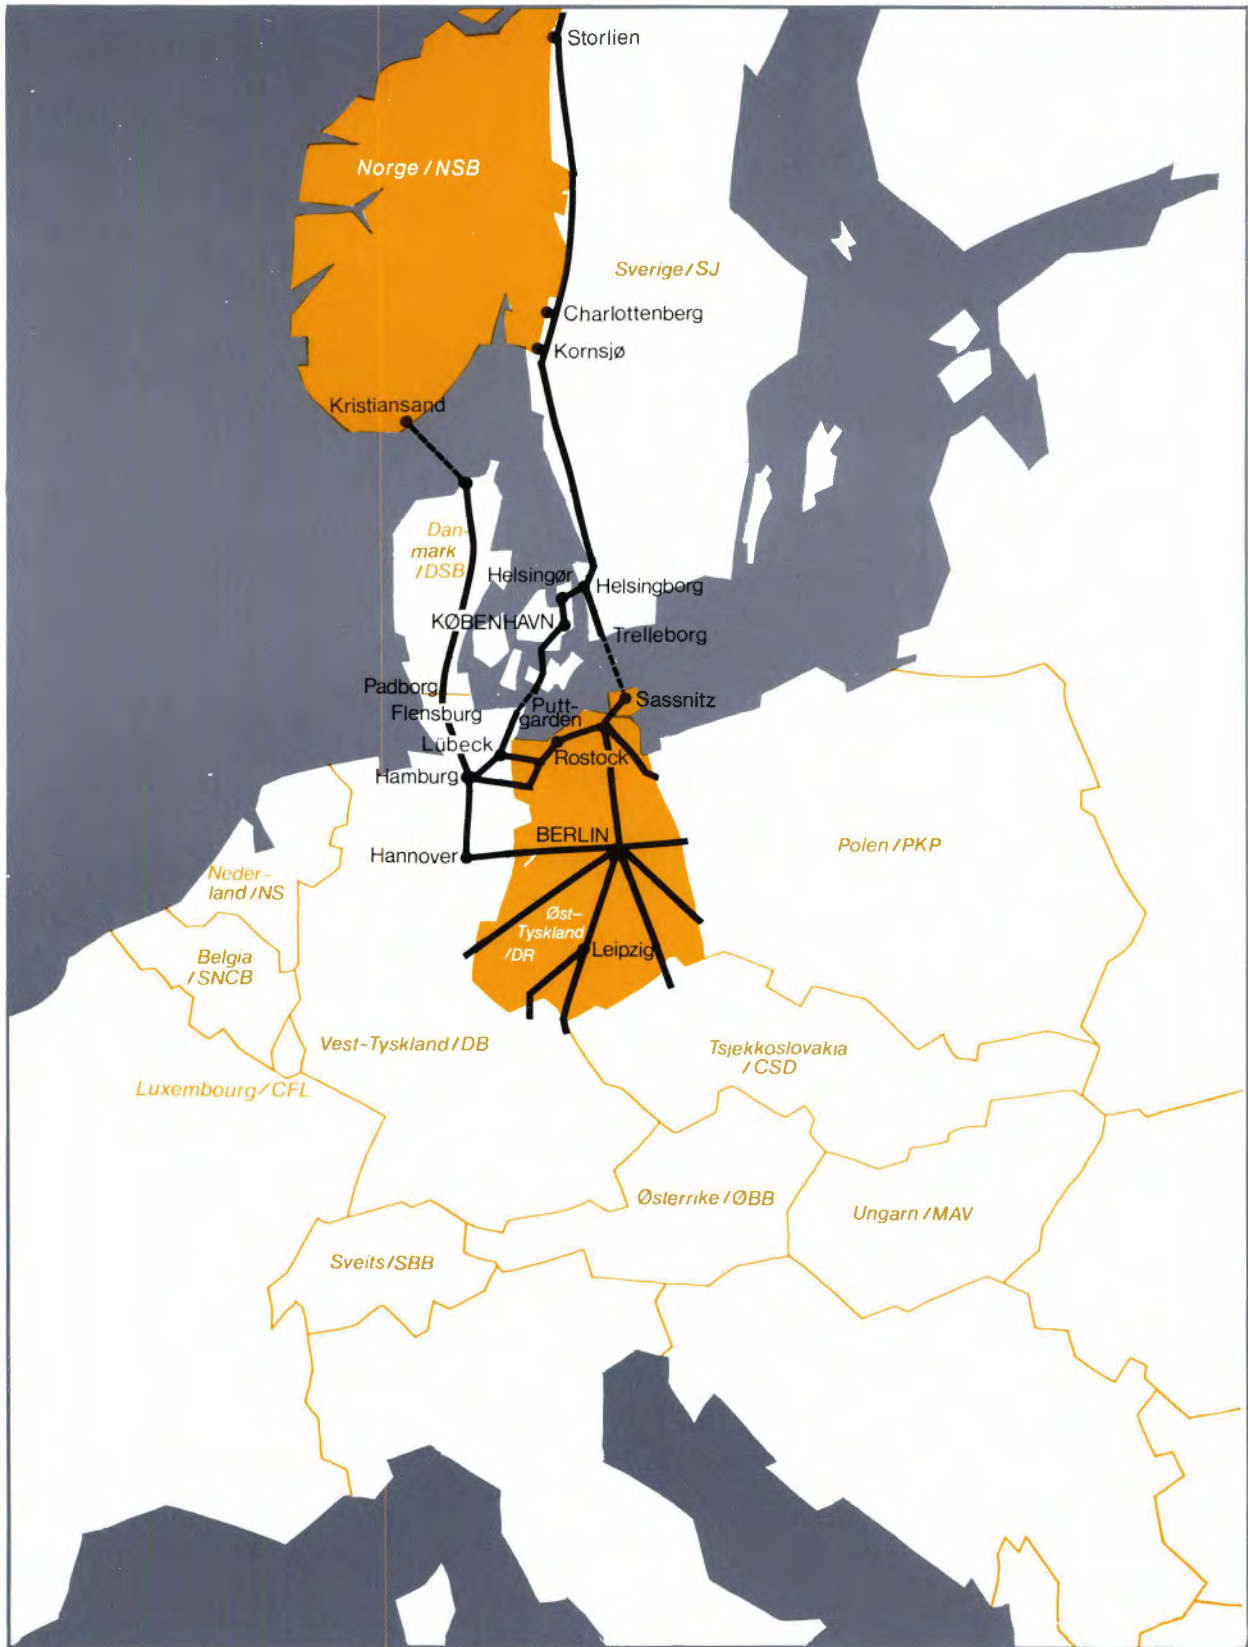 Storlien
Norge/NSB
Sverige/SJ
Charlottenberg
Kornsjø
Kristiansand
Dan-
mark
/DSB
Helsingør
Helsingborg
KØBENHAVN
Trelleborg
Padborg
Sassnitz
Flensburg
Putt-
garden
Lübeck
Rostock
Hamburg
BERLIN
Hannover
Polen/PKP
Neder-
land/NS
Øst-
Tyskland
/DR
Leipzig
Belgia
/SNCB
Vest-Tyskland/DB
Tsjekkoslovakia
/CSD
Luxembourg/CFL
Østerrike/ØBB
Ungarn/MAV
Sveits/SBB